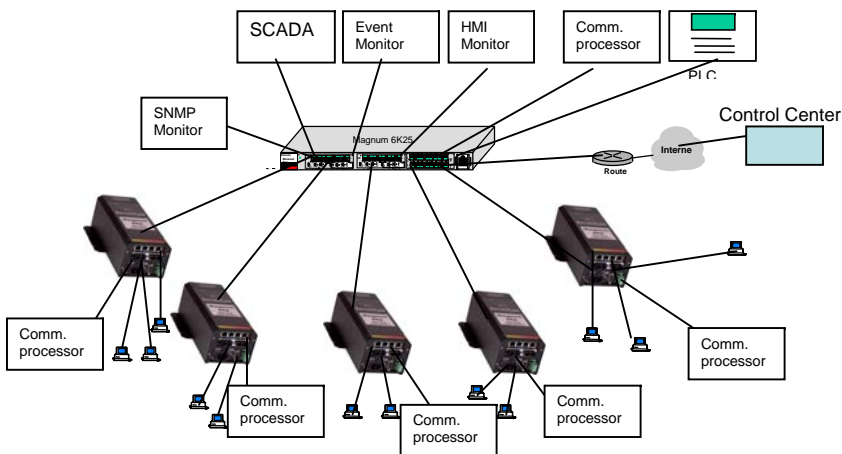 SCADA
Event
Monitor
HMI
Monitor
Comm.
processor
PLC
SNMP
Monitor
Magnum 6K25
Control Center
Interne
Route
Comm.
processor
Comm.
processor
Comm.
processor
Comm.
processor
Comm.
processor